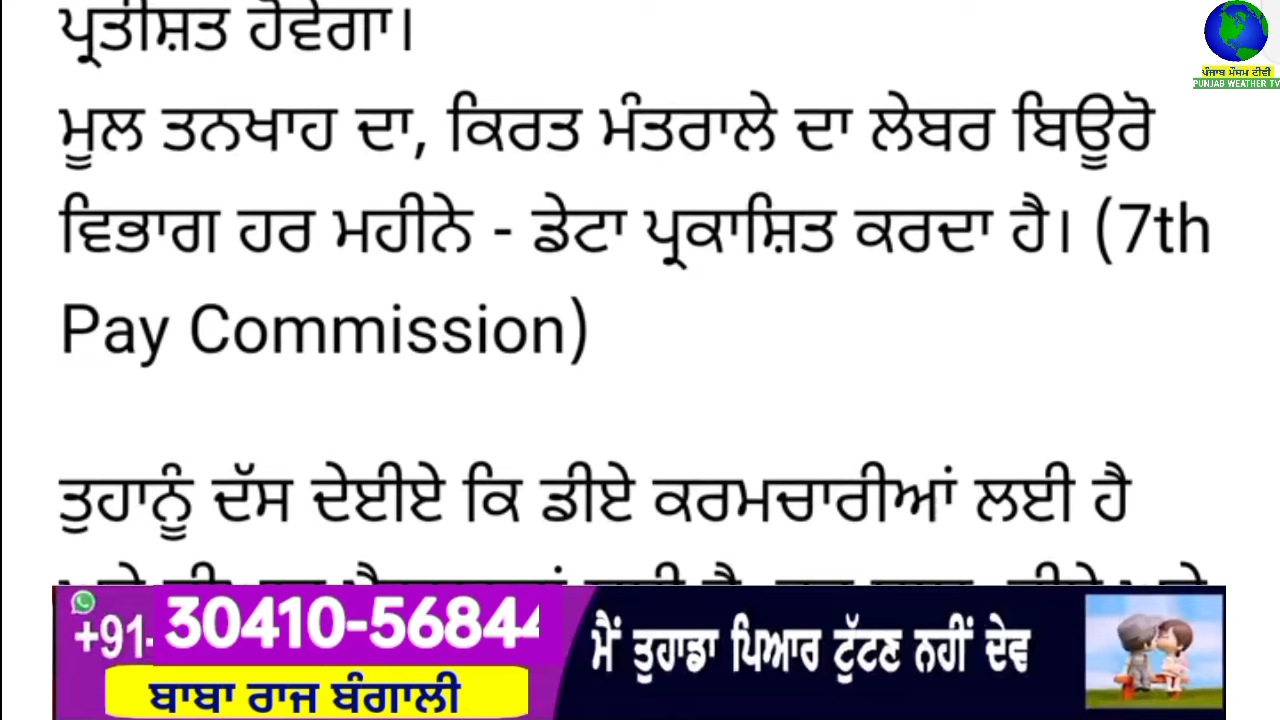 ਪ੍ਰਤੀਸ਼ਤ ਹੋਵੇਗਾ।
ਪੰਜਾਬ ਮੌਸਮ ਟੀਵੀ
PUNJAB WEATHER TV
ਮੂਲ ਤਨਖਾਹ ਦਾ, ਕਿਰਤ ਮੰਤਰਾਲੇ ਦਾ ਲੇਬਰ ਬਿਊਰੋ
ਵਿਭਾਗ ਹਰ ਮਹੀਨੇ - ਡੇਟਾ ਪ੍ਰਕਾਸ਼ਿਤ ਕਰਦਾ ਹੈ। (7th
Pay Commission)
ਤੁਹਾਨੂੰ ਦੱਸ ਦੇਈਏ ਕਿ ਡੀਏ ਕਰਮਚਾਰੀਆਂ ਲਈ ਹੈ
+91- 30410-56844
ਬਾਬਾ ਰਾਜ ਬੰਗਾਲੀ
ਮੈਂ ਤੁਹਾਡਾ ਪਿਆਰ ਟੁੱਟਣ ਨਹੀਂ ਦੇਵ